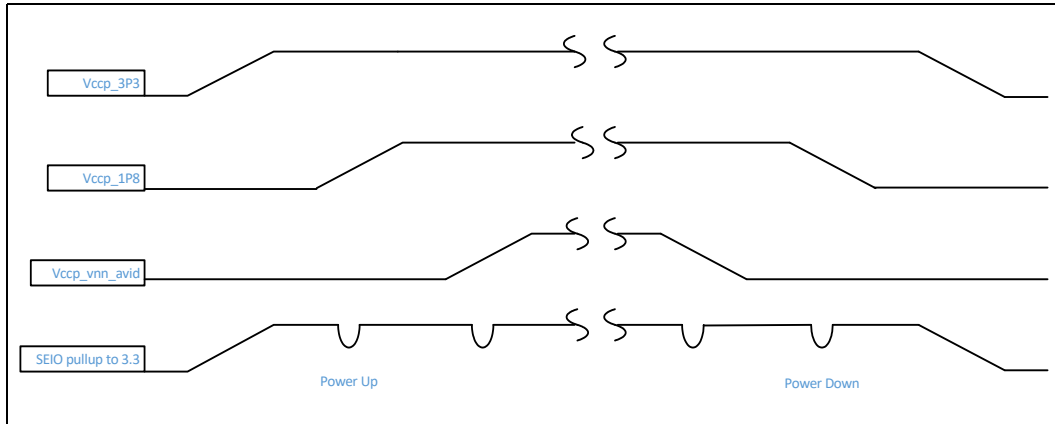 Vccp_3P3
Vccp_1P8
Vccp_vnn_avid
SEIO pullup to 3.3
Power Up
Power Down